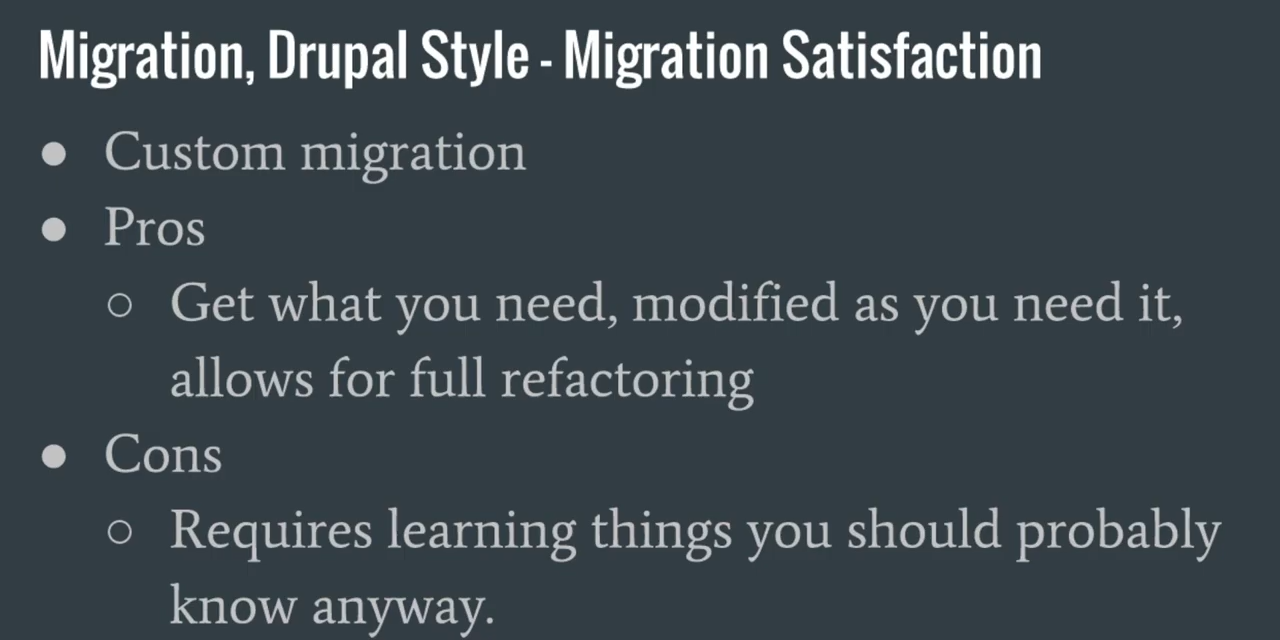 Migration, Drupal Style - Migration Satisfaction
● Custom migration
● Pros
○ Get what you need, modified as you need it,
allows for full refactoring
● Cons
○ Requires learning things you should probably
know anyway.